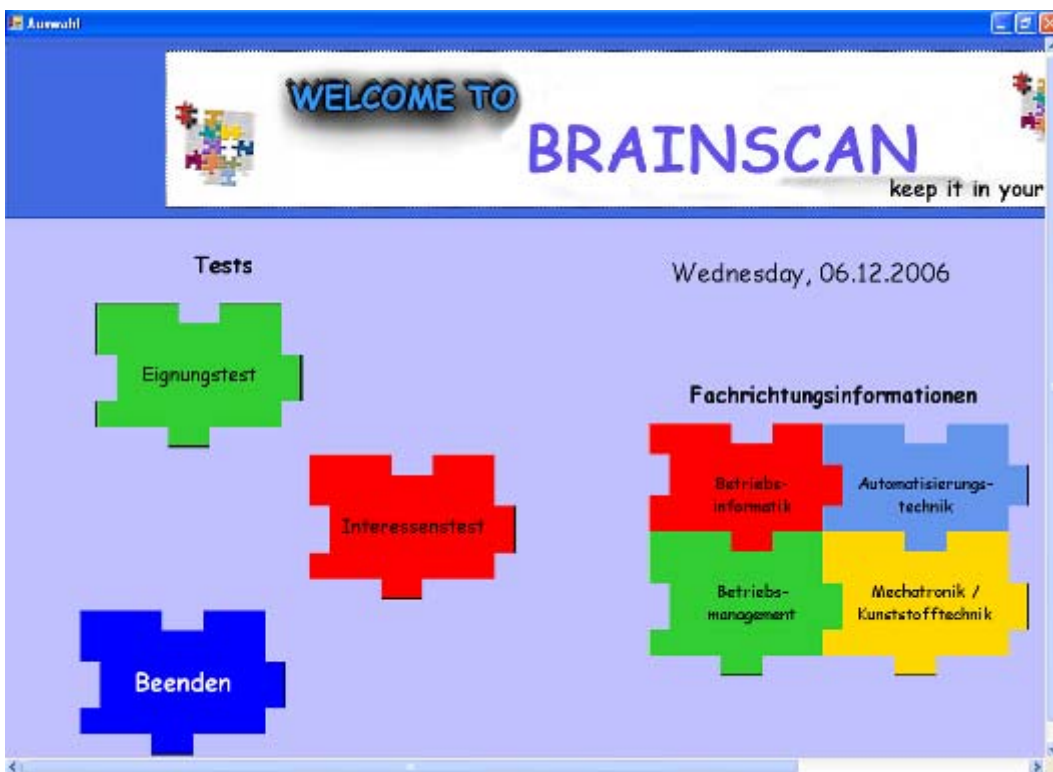 Auswahl
WELCOME TO
BRAINSCAN
keep it in your
Tests
Wednesday, 06.12.2006
Eignungstest
Fachrichtungsinformationen
Betriebs-
informatik
Automatisierungs-
technik
Interessenstest
Betriebs-
management
Mechatronik /
Kunststofftechnik
Beenden